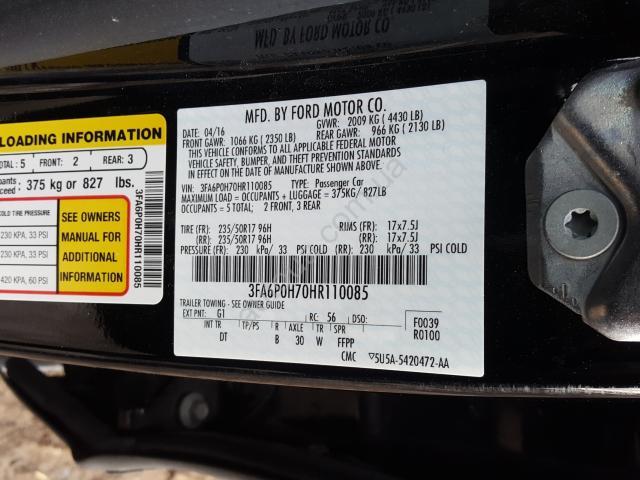 MFD. BY FORD MOTOR CO.
LOADING INFORMATION
TOTAL: 5 FRONT: 2 REAR: 3
375 kg or 827 lbs.
COLD TIRE PRESSURE
230 KPA, 33 PSI
230 KPA, 33 PSI
420 KPA, 60 PSI
SEE OWNERS
MANUAL FOR
ADDITIONAL
INFORMATION
3FA6P0H70HR110085
MFD. BY FORD MOTOR CO.
DATE: 04/16 GVWR: 2009 KG ( 4430 LB)
FRONT GAWR: 1066 KG ( 2350 LB) REAR GAWR: 966 KG ( 2130 LB)
THIS VEHICLE CONFORMS TO ALL APPLICABLE FEDERAL MOTOR
VEHICLE SAFETY, BUMPER, AND THEFT PREVENTION STANDARDS IN
EFFECT ON THE DATE OF MANUFACTURE SHOWN ABOVE
VIN: 3FA6P0H70HR110085 TYPE: Passenger Car
MAXIMUM LOAD = OCCUPANTS + LUGGAGE = 375KG/ 827LB
OCCUPANTS = 5 TOTAL; 2 FRONT, 3 REAR
TIRE (FR): 235/50R17 96H RIMS (FR): 17x7.5J
(RR): 235/50R17 96H (RR): 17x7.5J
PRESSURE (FR): 230 kPa/ 33 PSI COLD (RR): 230 kPa/ 33 PSI COLD
3FA6P0H70HR110085
TRAILER TOWING - SEE OWNER GUIDE
EXT PNT: G1 RC: 56 DSO: F0039
INT TR TP/PS R AXLE TR SPR R0100
DT B 30 W FFPP
CMC 5U5A-5420472-AA